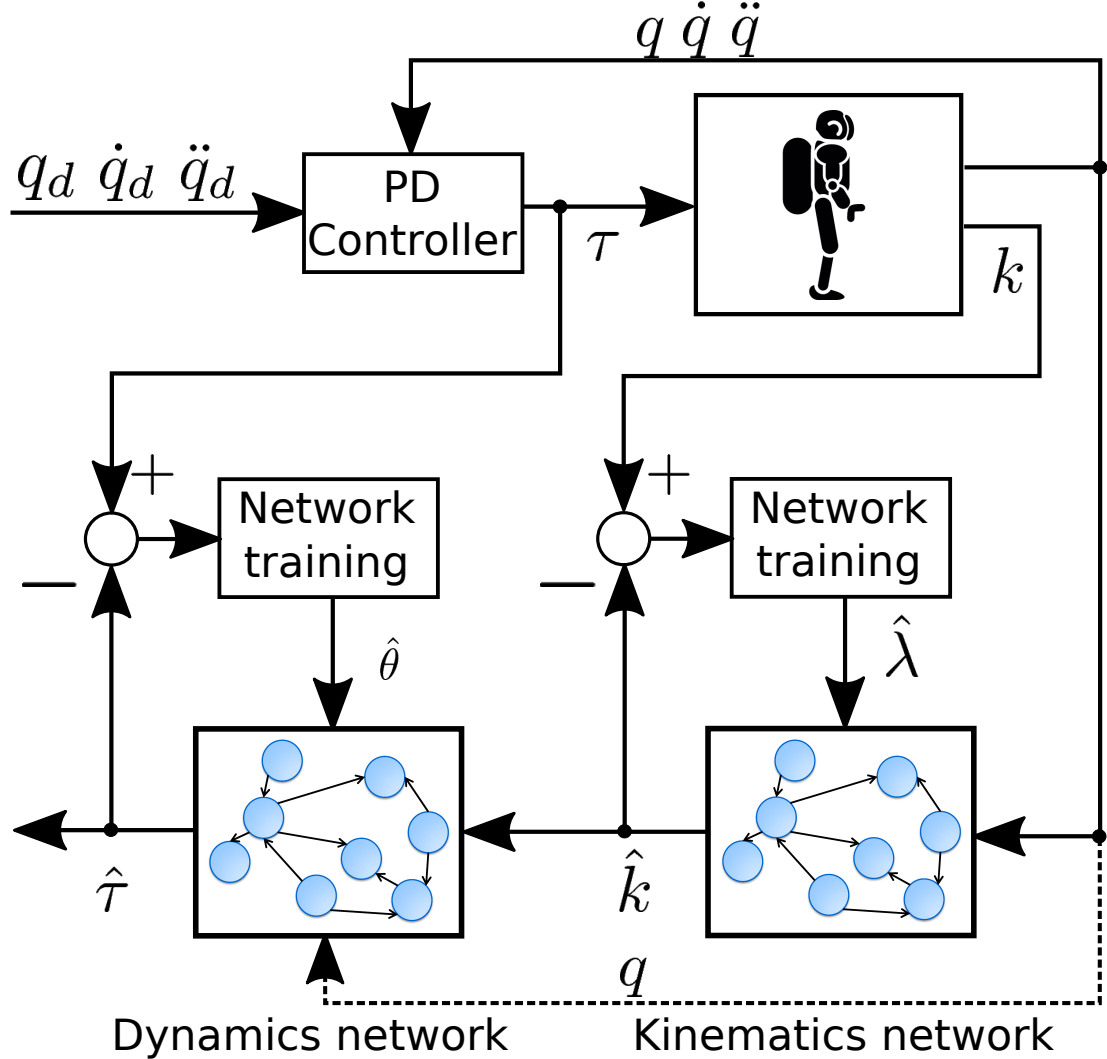 q q̇ q̈
q_d q̇_d q̈_d
PD
Controller
τ
k
+
+
Network
training
Network
training
−
−
θ̂
λ̂
τ̂
k̂
q
Dynamics network
Kinematics network